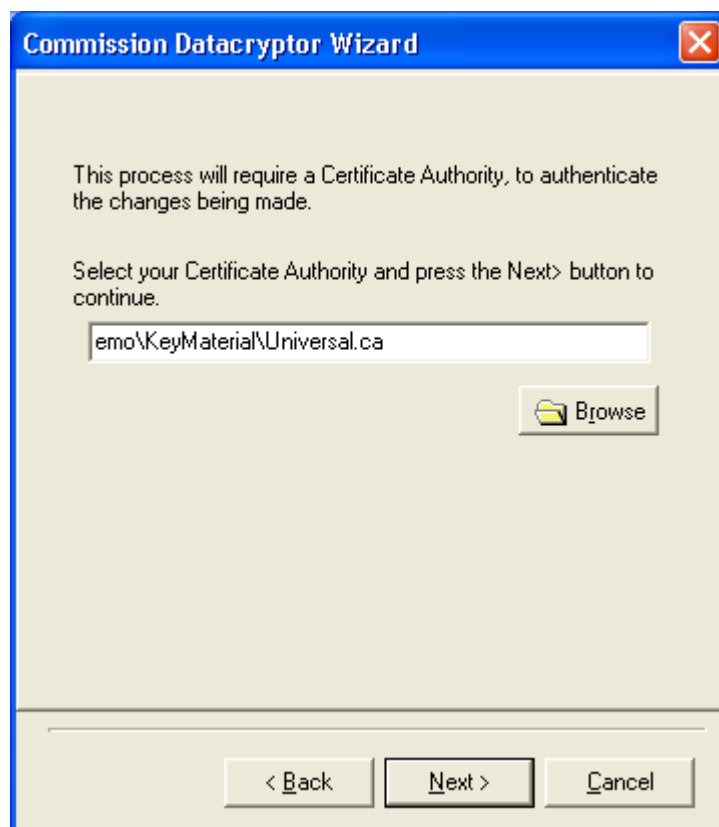 Commission Datacryptor Wizard
This process will require a Certificate Authority, to authenticate
the changes being made.
Select your Certificate Authority and press the Next> button to
continue.
emo\KeyMaterial\Universal.ca
Browse
< Back
Next >
Cancel